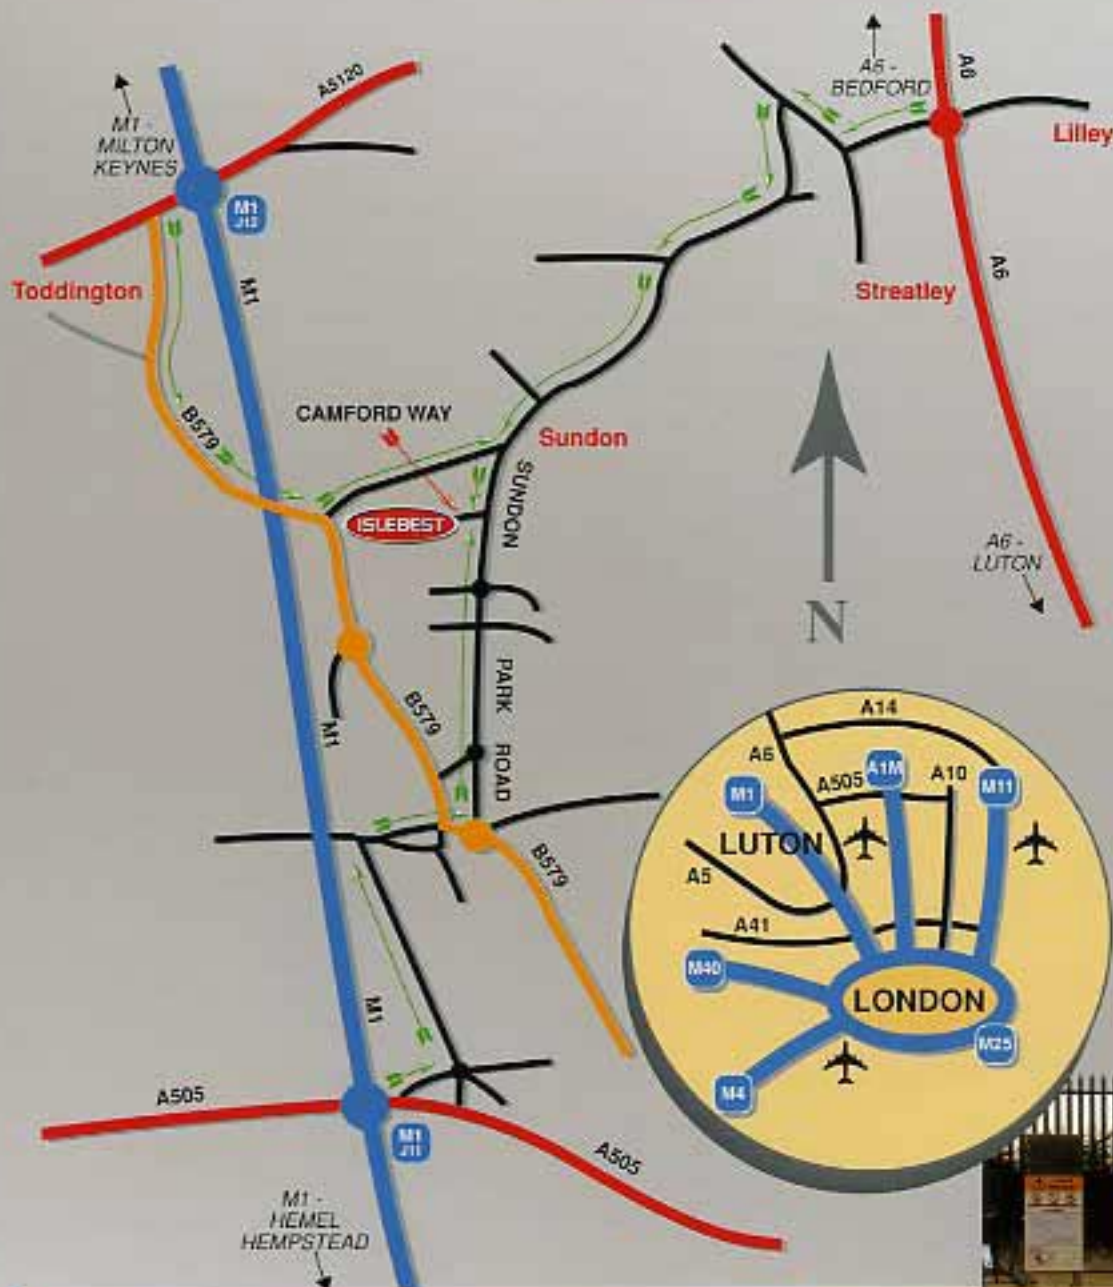 A6 -
BEDFORD
A6
A5120
M1 -
MILTON
KEYNES
Lilley
M1
J12
M1
A6
Toddington
Streatley
B579
CAMFORD WAY
Sundon
SUNDON
ISLEBEST
A6 -
LUTON
N
PARK
ROAD
B579
M1
A14
A6
A505
A1M
A10
M1
M11
LUTON
A5
B579
A41
M40
LONDON
M1
M25
M4
A505
M1
J11
A505
M1 -
HEMEL
HEMPSTEAD